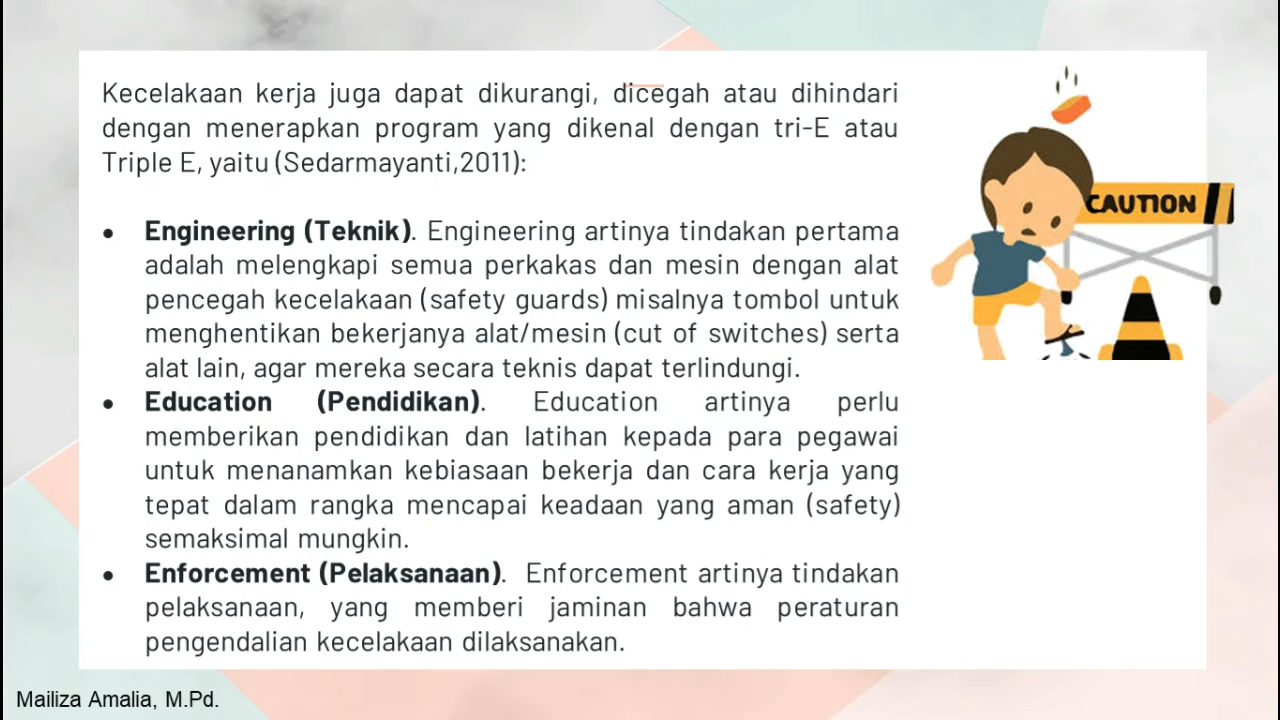 Kecelakaan kerja juga dapat dikurangi, dicegah atau dihindari
dengan menerapkan program yang dikenal dengan tri-E atau
Triple E, yaitu (Sedarmayanti,2011):
• Engineering (Teknik). Engineering artinya tindakan pertama
adalah melengkapi semua perkakas dan mesin dengan alat
pencegah kecelakaan (safety guards) misalnya tombol untuk
menghentikan bekerjanya alat/mesin (cut of switches) serta
alat lain, agar mereka secara teknis dapat terlindungi.
• Education (Pendidikan). Education artinya perlu
memberikan pendidikan dan latihan kepada para pegawai
untuk menanamkan kebiasaan bekerja dan cara kerja yang
tepat dalam rangka mencapai keadaan yang aman (safety)
semaksimal mungkin.
• Enforcement (Pelaksanaan). Enforcement artinya tindakan
pelaksanaan, yang memberi jaminan bahwa peraturan
pengendalian kecelakaan dilaksanakan.
CAUTION
Mailiza Amalia, M.Pd.